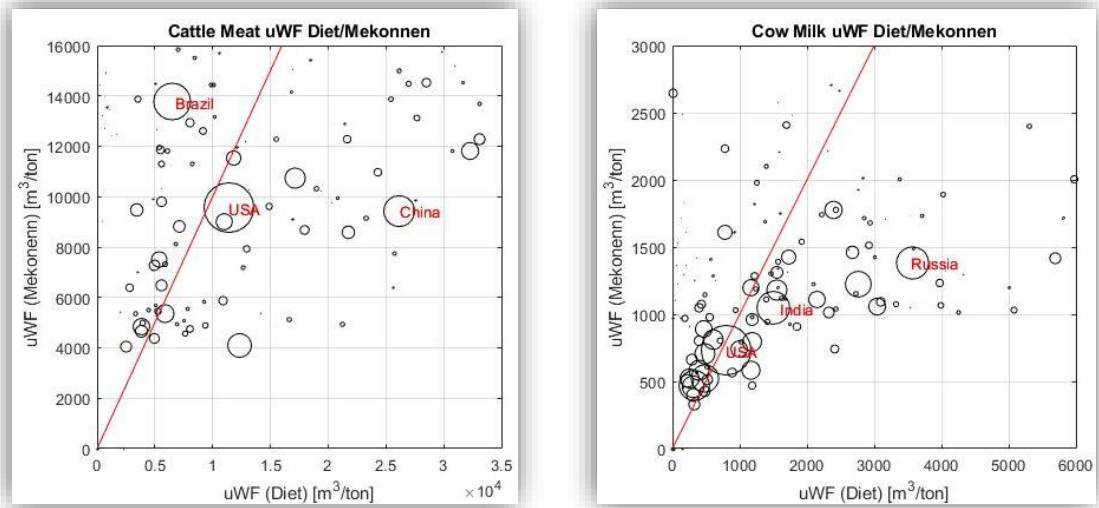 Cattle Meat uWF Diet/Mekonnen
16000
14000
12000
10000
8000
6000
4000
2000
0
uWF (Mekonenn) [m³/ton]
Brazil
USA
China
0 0.5 1 1.5 2 2.5 3 3.5
×10⁴
uWF (Diet) [m³/ton]
Cow Milk uWF Diet/Mekonnen
3000
2500
2000
1500
1000
500
0
uWF (Mekonenn) [m³/ton]
Russia
India
USA
0 1000 2000 3000 4000 5000 6000
uWF (Diet) [m³/ton]